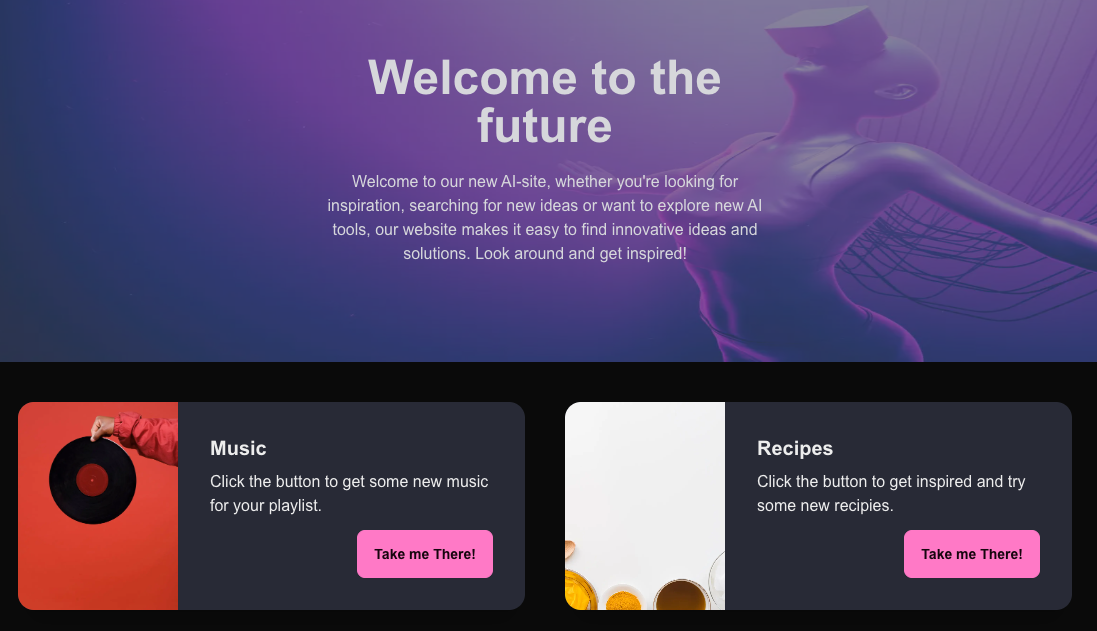 Welcome to the
future
Welcome to our new AI-site, whether you're looking for
inspiration, searching for new ideas or want to explore new AI
tools, our website makes it easy to find innovative ideas and
solutions. Look around and get inspired!
Music
Click the button to get some new music
for your playlist.
Take me There!
Recipes
Click the button to get inspired and try
some new recipies.
Take me There!